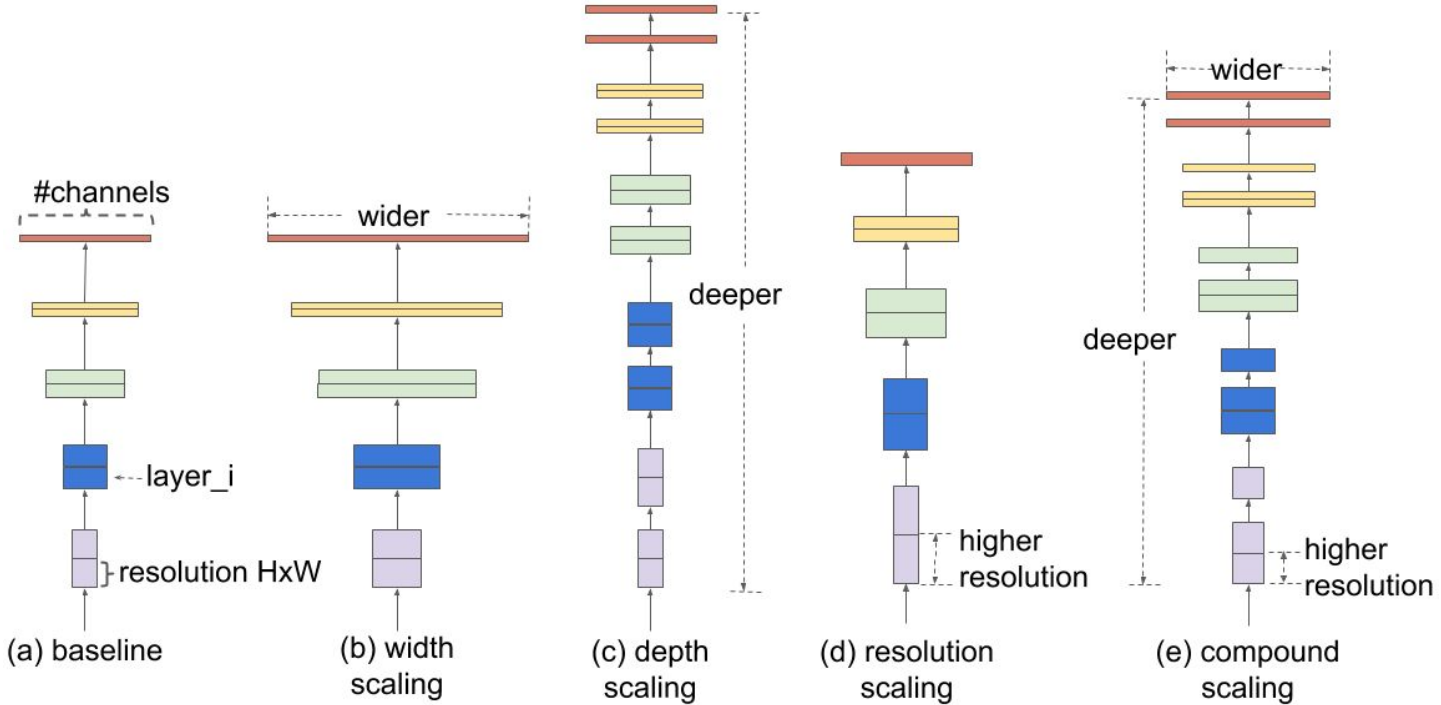 #channels
layer_i
resolution HxW
(a) baseline
wider
(b) width
scaling
deeper
(c) depth
scaling
higher
resolution
(d) resolution
scaling
wider
deeper
higher
resolution
(e) compound
scaling